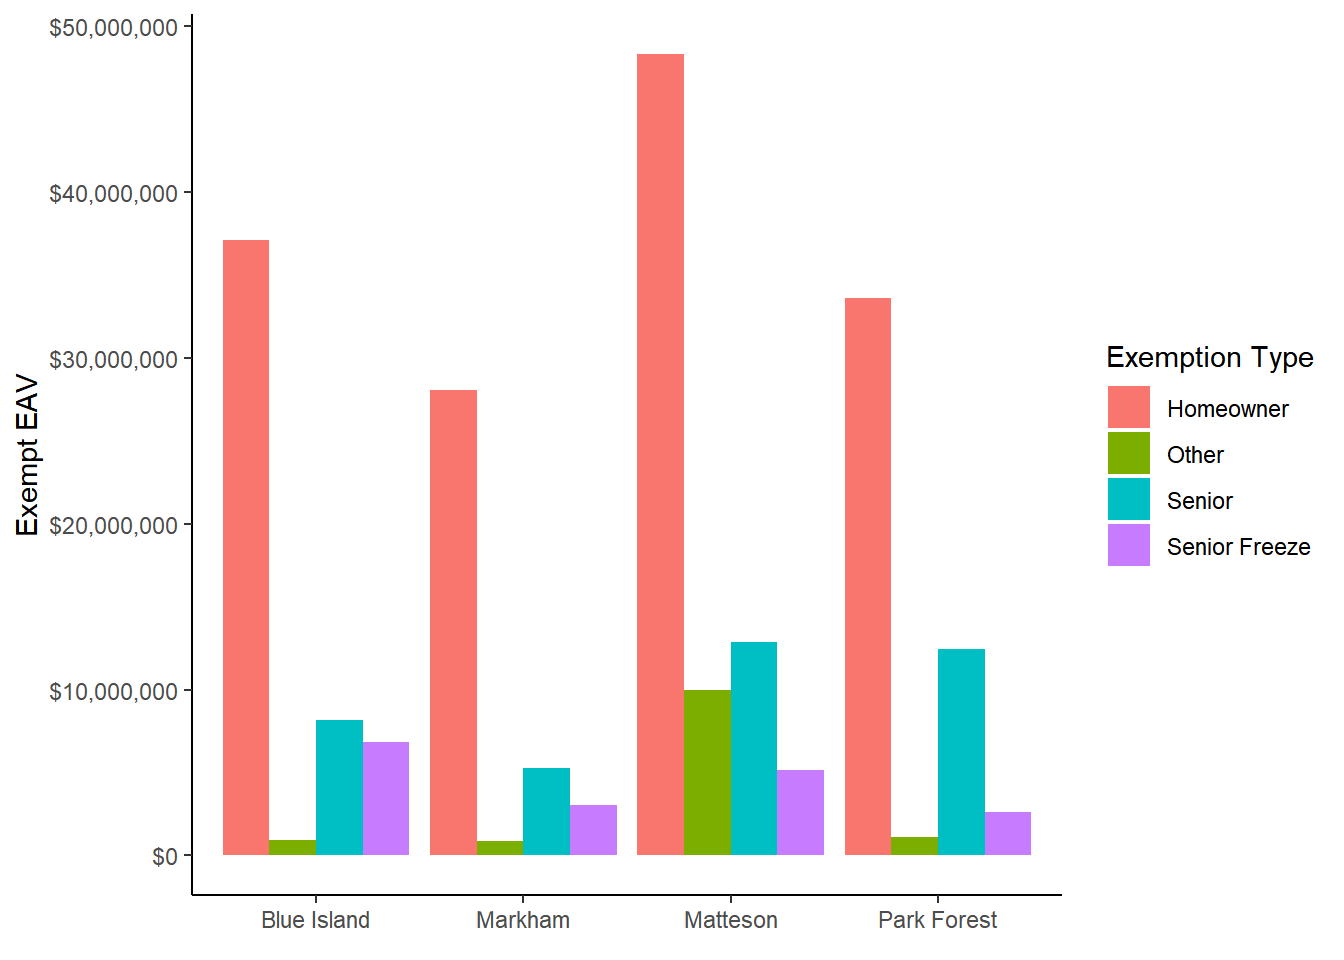 $50,000,000
$40,000,000
$30,000,000
$20,000,000
$10,000,000
$0
Exempt EAV
Blue Island
Markham
Matteson
Park Forest
Exemption Type
Homeowner
Other
Senior
Senior Freeze